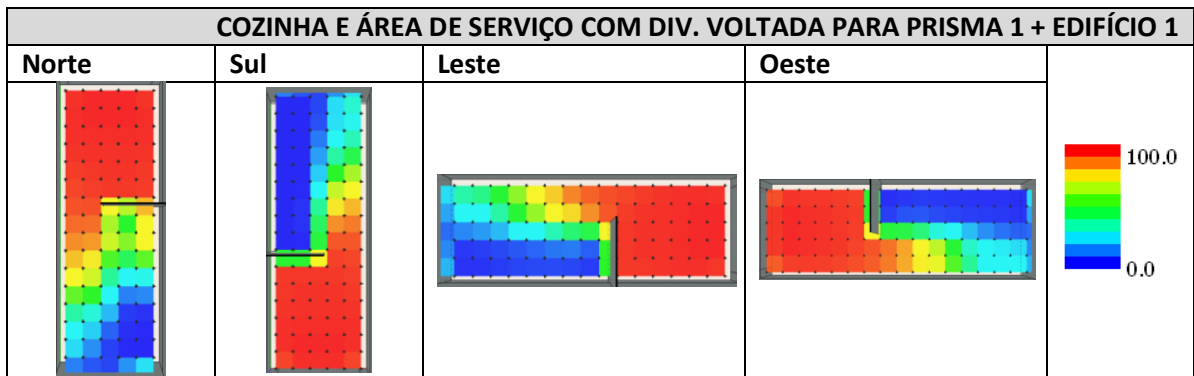 COZINHA E ÁREA DE SERVIÇO COM DIV. VOLTADA PARA PRISMA 1 + EDIFÍCIO 1
Norte Sul Leste Oeste
100.0
0.0